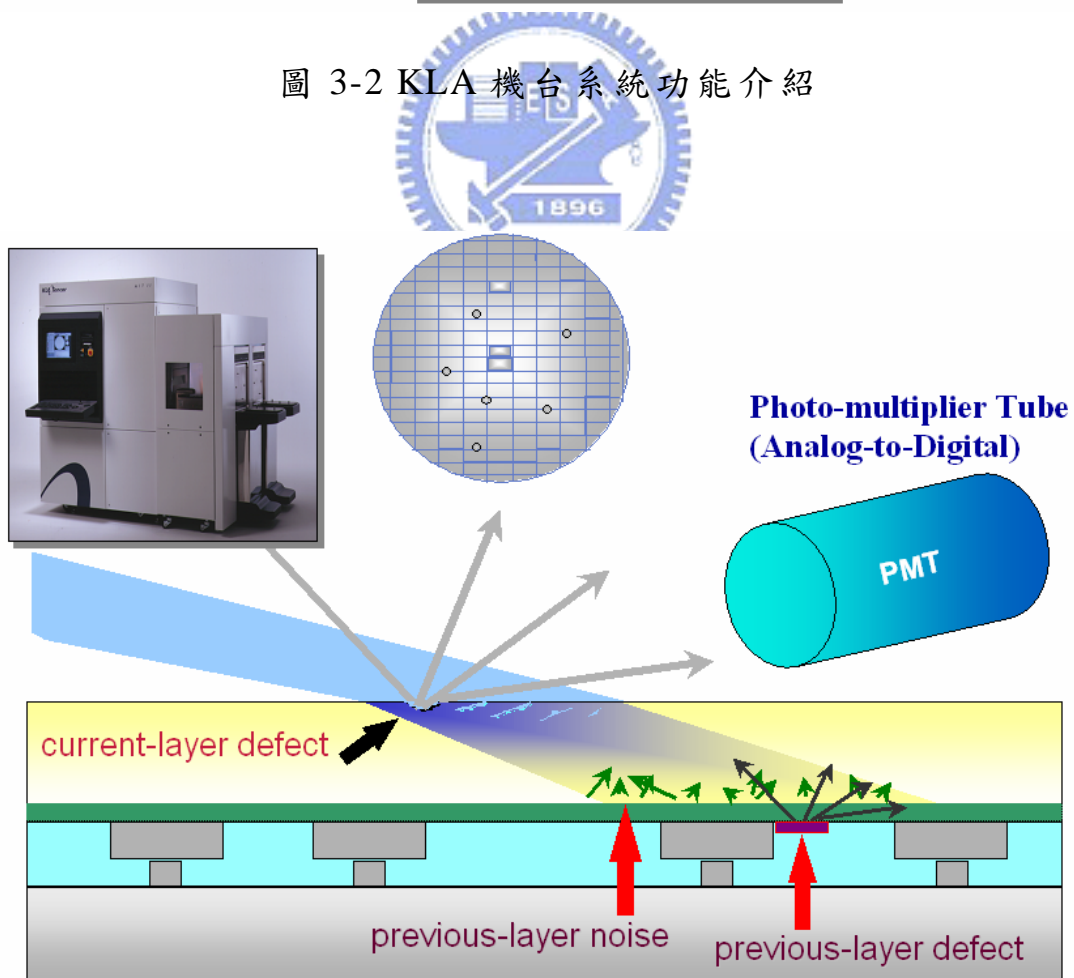 圖 3-2 KLA 機台系統功能介紹
ES
1896
Photo-multiplier Tube
(Analog-to-Digital)
PMT
current-layer defect
previous-layer noise
previous-layer defect